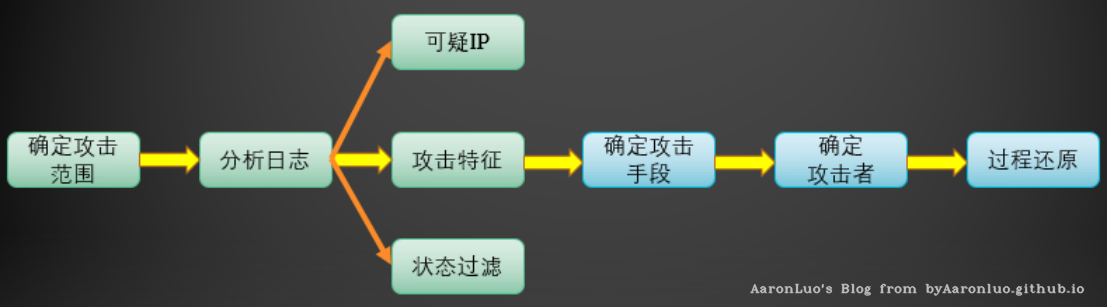 可疑IP
确定攻击
范围
分析日志
攻击特征
确定攻击
手段
确定
攻击者
过程还原
状态过滤
AaronLuo's Blog from byAaronluo.github.io